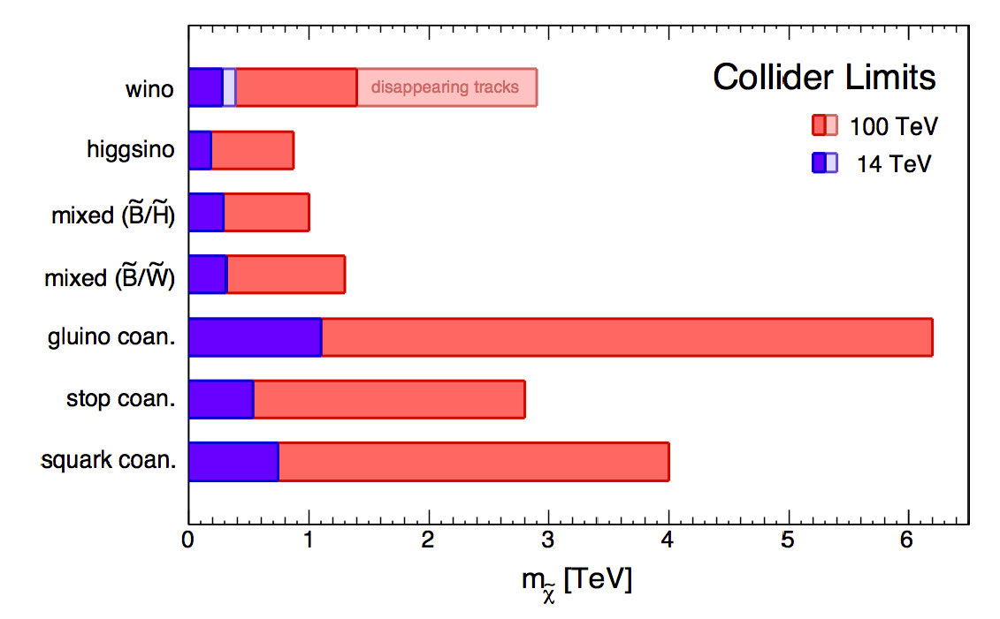 Collider Limits
100 TeV
14 TeV
wino
disappearing tracks
higgsino
mixed (B̃/H̃)
mixed (B̃/W̃)
gluino coan.
stop coan.
squark coan.
0 1 2 3 4 5 6
m_χ̃ [TeV]